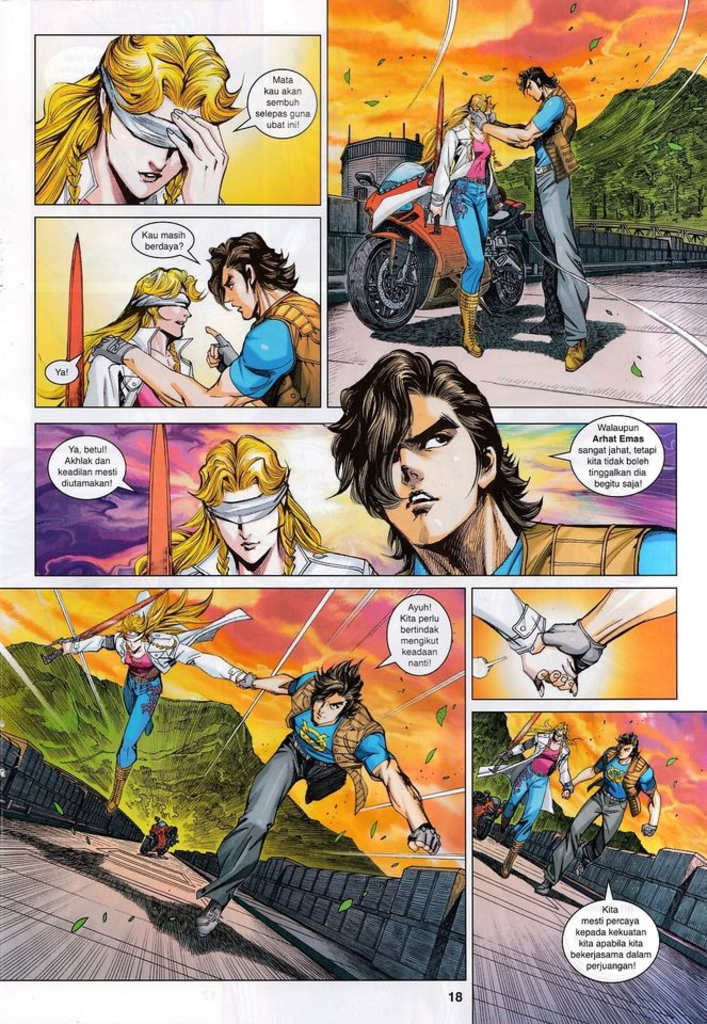 Mata
kau akan
sembuh
selepas guna
ubat ini!
Kau masih
berdaya?
Ya!
Ya, betul!
Akhlak dan
keadilan mesti
diutamakan!
Walaupun
Arhat Emas
sangat jahat, tetapi
kita tidak boleh
tinggalkan dia
begitu saja!
Ayuh!
Kita perlu
bertindak
mengikut
keadaan
nanti!
Kita
mesti percaya
kepada kekuatan
kita apabila kita
bekerjasama dalam
perjuangan!
18